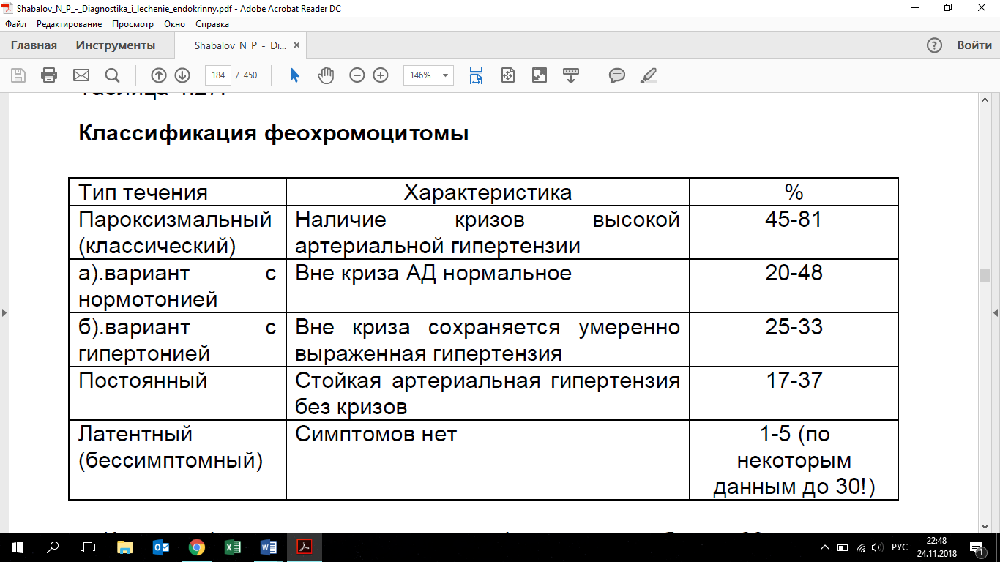 Shabalov_N_P_-_Diagnostika_i_lechenie_endokrinny.pdf - Adobe Acrobat Reader DC
Файл Редактирование Просмотр Окно Справка
Главная Инструменты Shabalov_N_P_-_Di... × ? Войти
184 / 450 146%
Классификация феохромоцитомы
Тип течения Характеристика %
Пароксизмальный Наличие кризов высокой 45-81
(классический) артериальной гипертензии
а).вариант с Вне криза АД нормальное 20-48
нормотонией
б).вариант с Вне криза сохраняется умеренно 25-33
гипертонией выраженная гипертензия
Постоянный Стойкая артериальная гипертензия 17-37
без кризов
Латентный Симптомов нет 1-5 (по
(бессимптомный) некоторым
данным до 30!)
РУС 22:48
24.11.2018 1